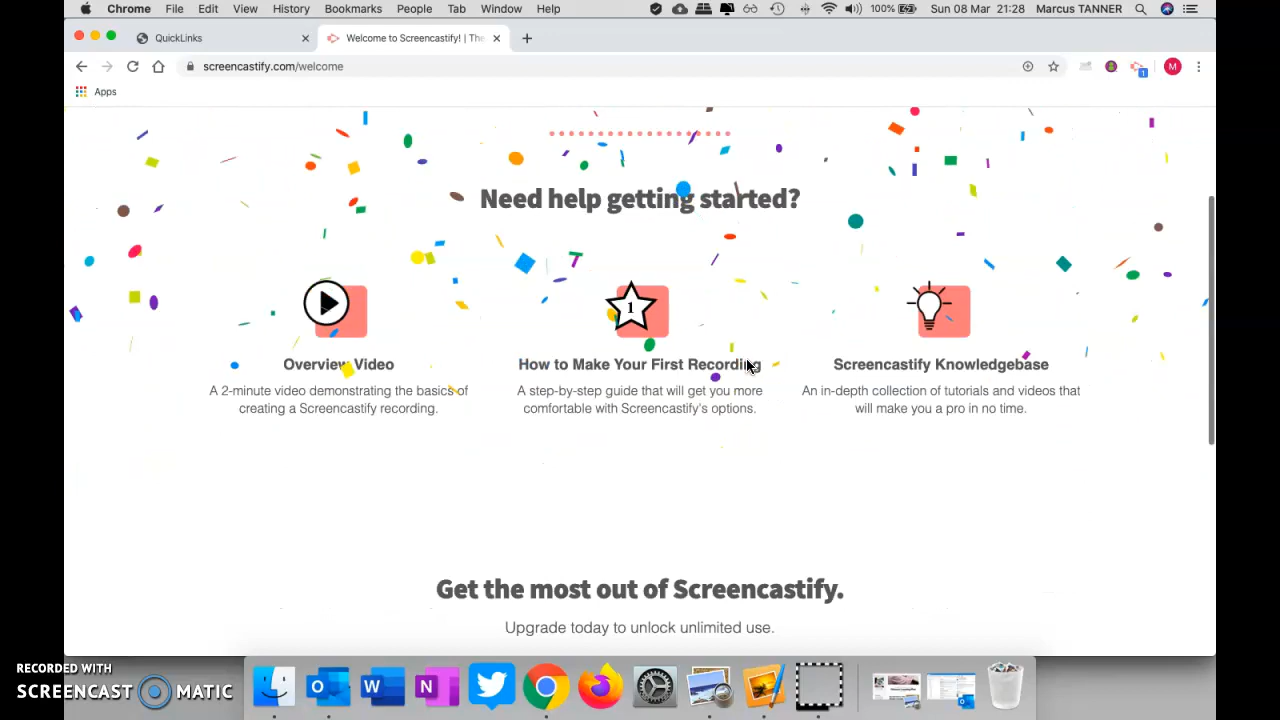 Chrome File Edit View History Bookmarks People Tab Window Help 100% Sun 08 Mar 21:28 Marcus TANNER
QuickLinks Welcome to Screencastify! | The
screencastify.com/welcome 1 M
Apps
Need help getting started?
1
Overview Video
A 2-minute video demonstrating the basics of
creating a Screencastify recording.
How to Make Your First Recording
A step-by-step guide that will get you more
comfortable with Screencastify's options.
Screencastify Knowledgebase
An in-depth collection of tutorials and videos that
will make you a pro in no time.
Get the most out of Screencastify.
Upgrade today to unlock unlimited use.
RECORDED WITH
SCREENCAST MATIC
O W N